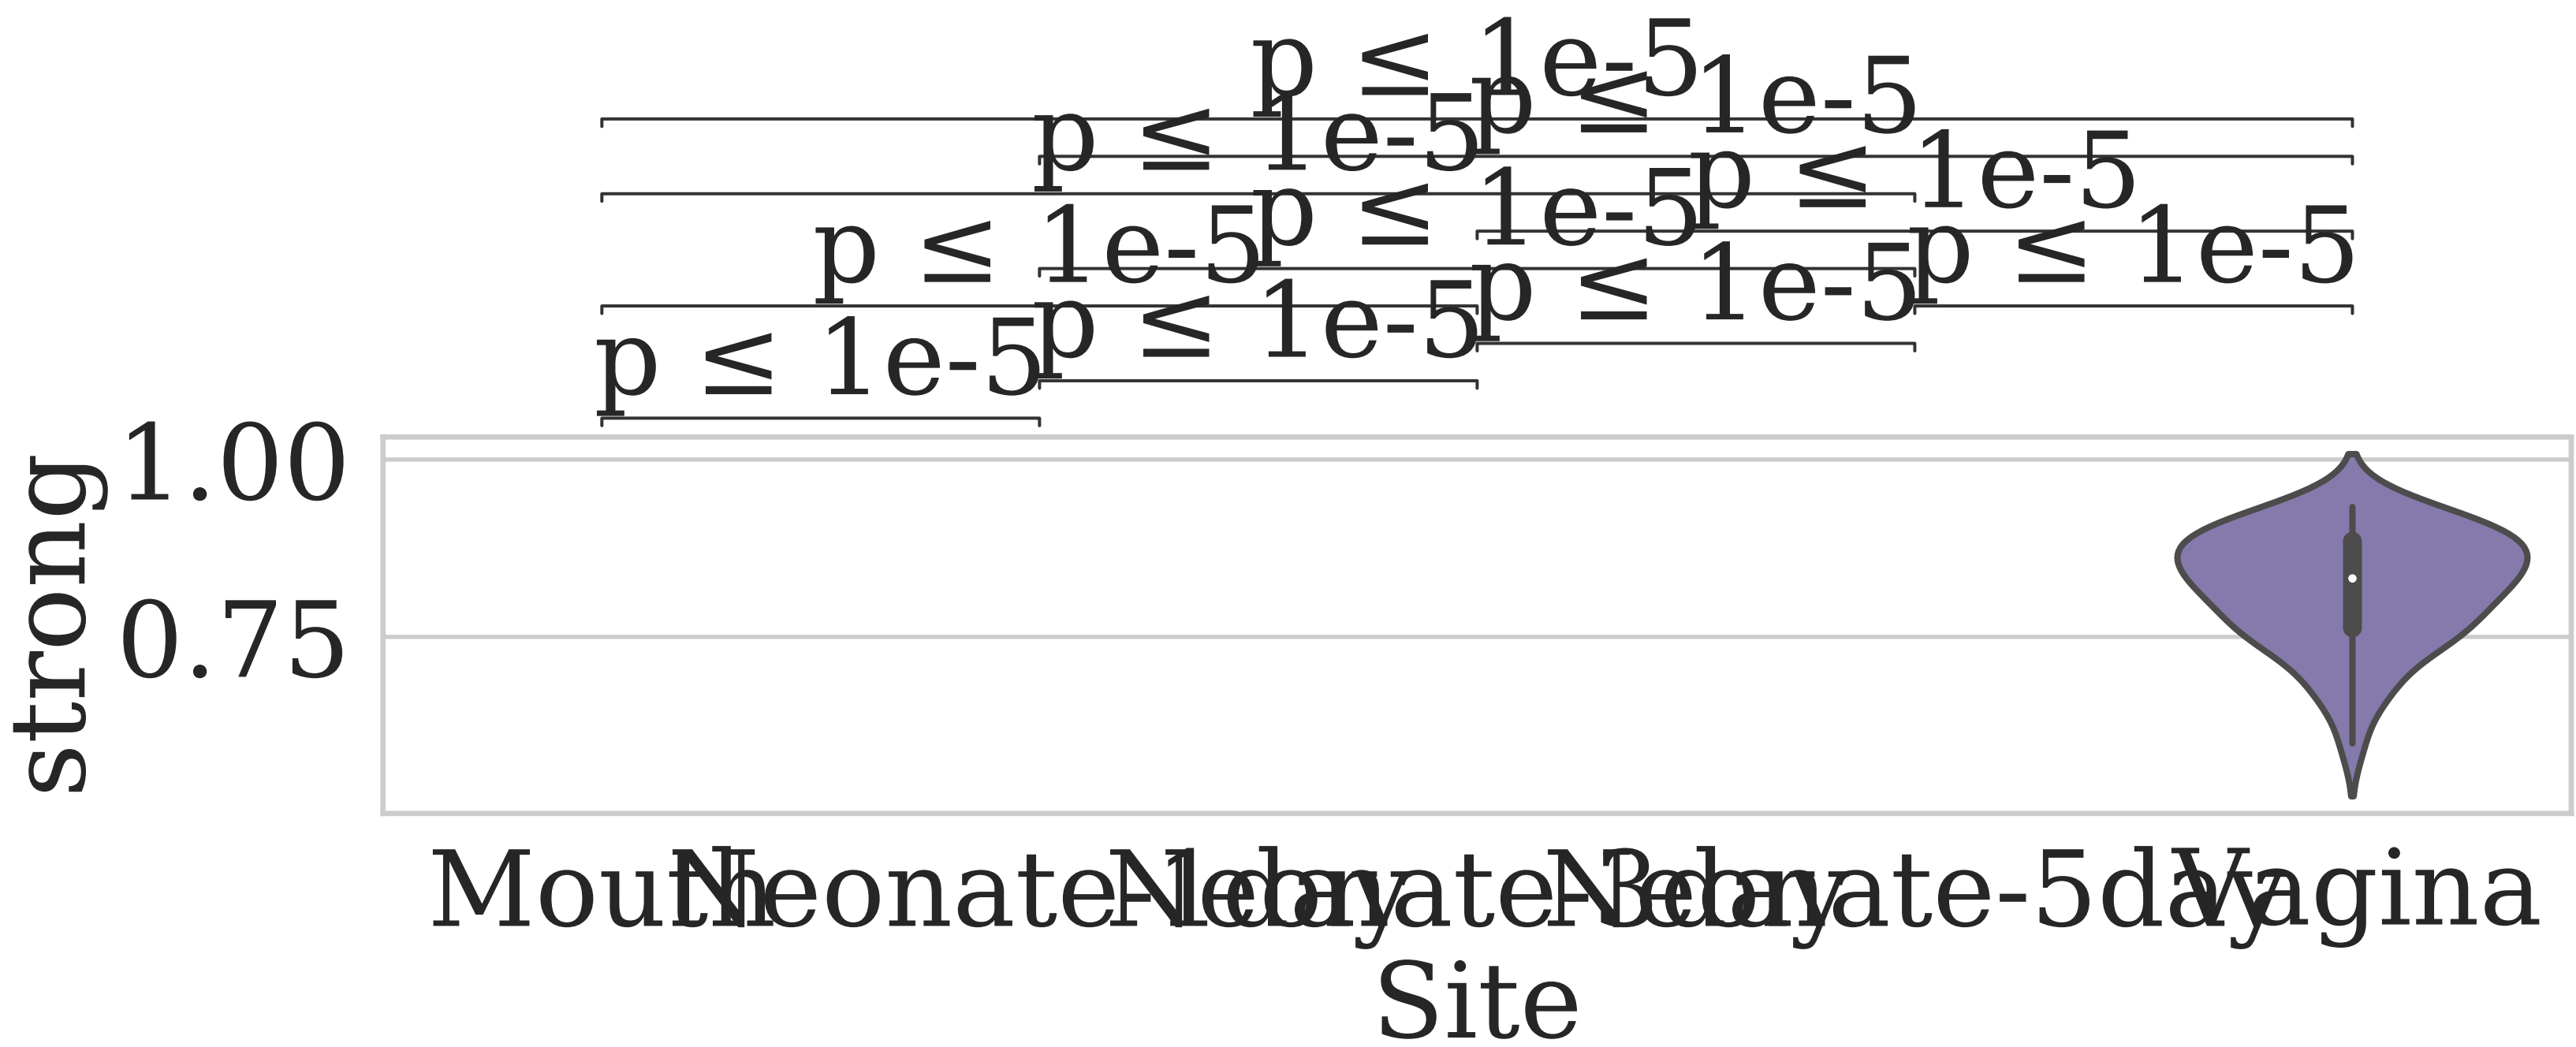 p ≤ 1e-5
p ≤ 1e-5
p ≤ 1e-5
p ≤ 1e-5
p ≤ 1e-5
p ≤ 1e-5
p ≤ 1e-5
p ≤ 1e-5
p ≤ 1e-5
p ≤ 1e-5
strong
1.00
0.75
Mouth Neonate-1day Neonate-3day Neonate-5day Vagina
Site